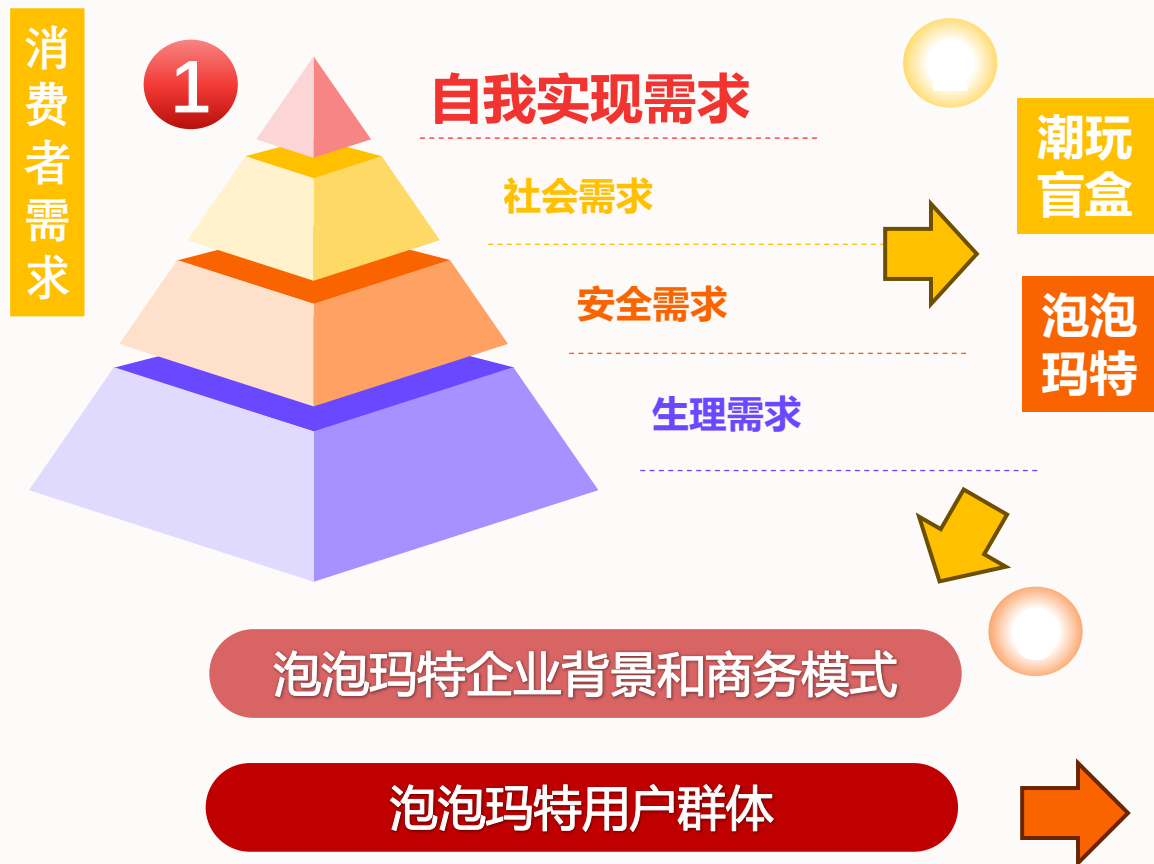 消费者需求
1
自我实现需求
社会需求
安全需求
生理需求
潮玩
盲盒
泡泡
玛特
泡泡玛特企业背景和商务模式
泡泡玛特用户群体